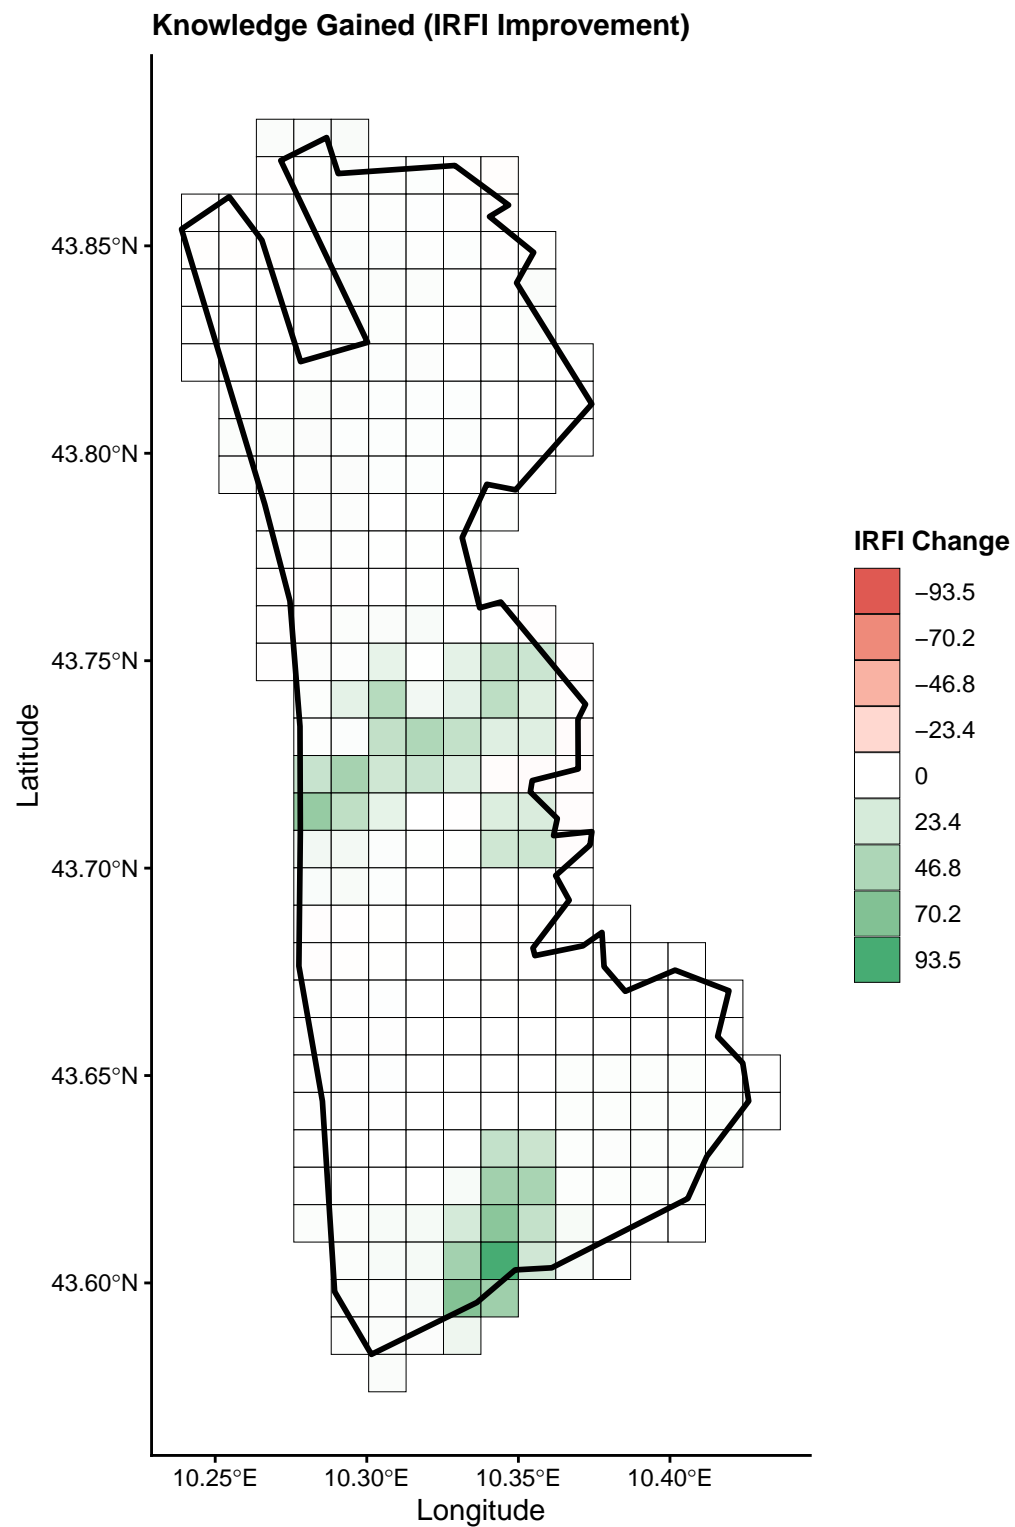 Knowledge Gained (IRFI Improvement)
43.85°N
43.80°N
43.75°N
43.70°N
43.65°N
43.60°N
Latitude
10.25°E
10.30°E
10.35°E
10.40°E
Longitude
IRFI Change
−93.5
−70.2
−46.8
−23.4
0
23.4
46.8
70.2
93.5